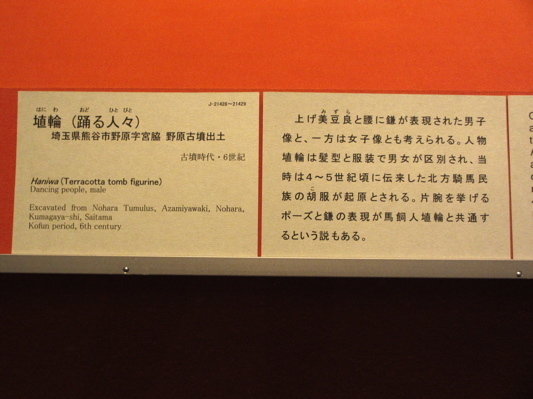 J-21428~21429
はに わ おど ひと びと
埴輪（踊る人々）
埼玉県熊谷市野原字宮脇 野原古墳出土
古墳時代・6世紀
Haniwa (Terracotta tomb figurine)
Dancing people, male
Excavated from Nohara Tumulus, Azamiyawaki, Nohara,
Kumagaya-shi, Saitama
Kofun period, 6th century
みずら
上げ美豆良と腰に鎌が表現された男子
像と、一方は女子像とも考えられる。人物
埴輪は髪型と服装で男女が区別され、当
時は4～5世紀頃に伝来した北方騎馬民
こ
族の胡服が起原とされる。片腕を挙げる
ポーズと鎌の表現が馬飼人埴輪と共通す
るという説もある。